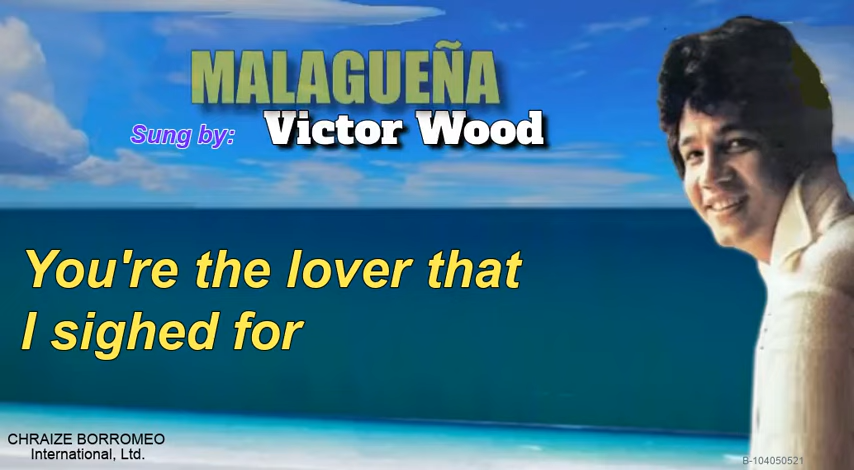 MALAGUEÑA
Sung by: Victor Wood
You're the lover that
I sighed for
CHRAIZE BORROMEO
International, Ltd.
B-104050521